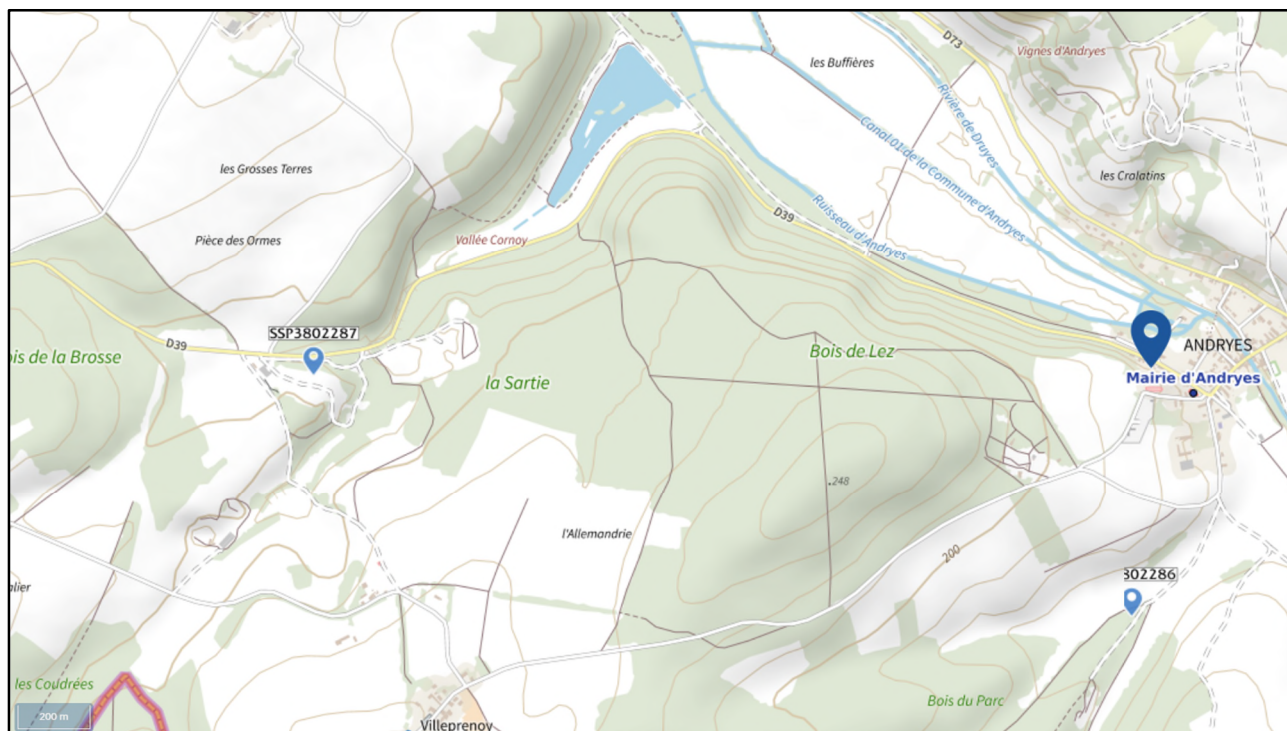 D73
Vignes d'Andryes
les Buffières
Rivière de Druyes
Canal 01 de la Commune d'Andryes
les Grosses Terres
les Cralatins
Ruisseau d'Andryes
D39
Pièce des Ormes
Vallée Cornoy
SSP3802287
D39
ois de la Brosse
la Sartie
Bois de Lez
ANDRYES
Mairie d'Andryes
248
l'Allemandrie
200
802286
lier
les Coudrées
Bois du Parc
200 m
Villeprenoy